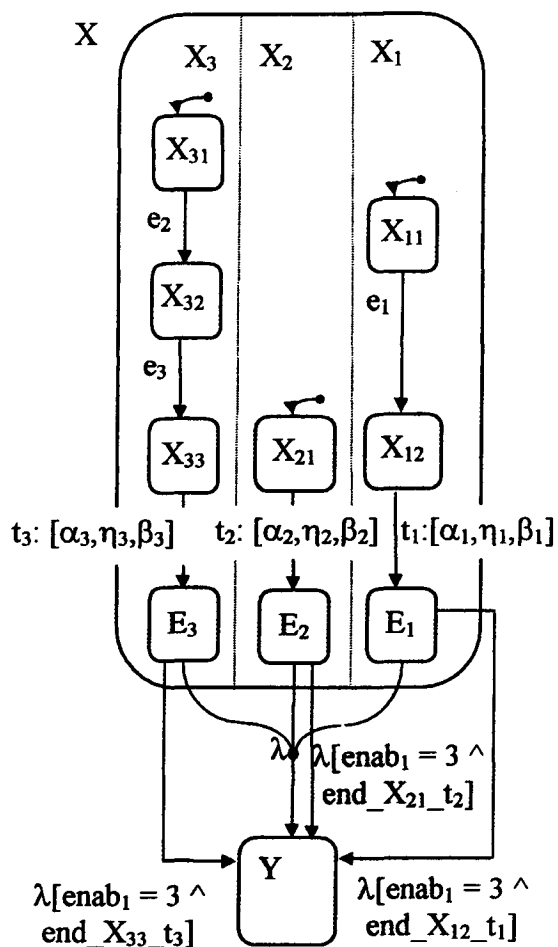 X
X₃ X₂ X₁
X₃₁
X₁₁
e₂
X₃₂
e₁
e₃
X₃₃ X₂₁ X₁₂
t₃: [α₃,η₃,β₃] t₂: [α₂,η₂,β₂] t₁:[α₁,η₁,β₁]
E₃ E₂ E₁
λ
λ[enab₁ = 3 ^
end_X₂₁_t₂]
Y
λ[enab₁ = 3 ^
end_X₃₃_t₃]
λ[enab₁ = 3 ^
end_X₁₂_t₁]